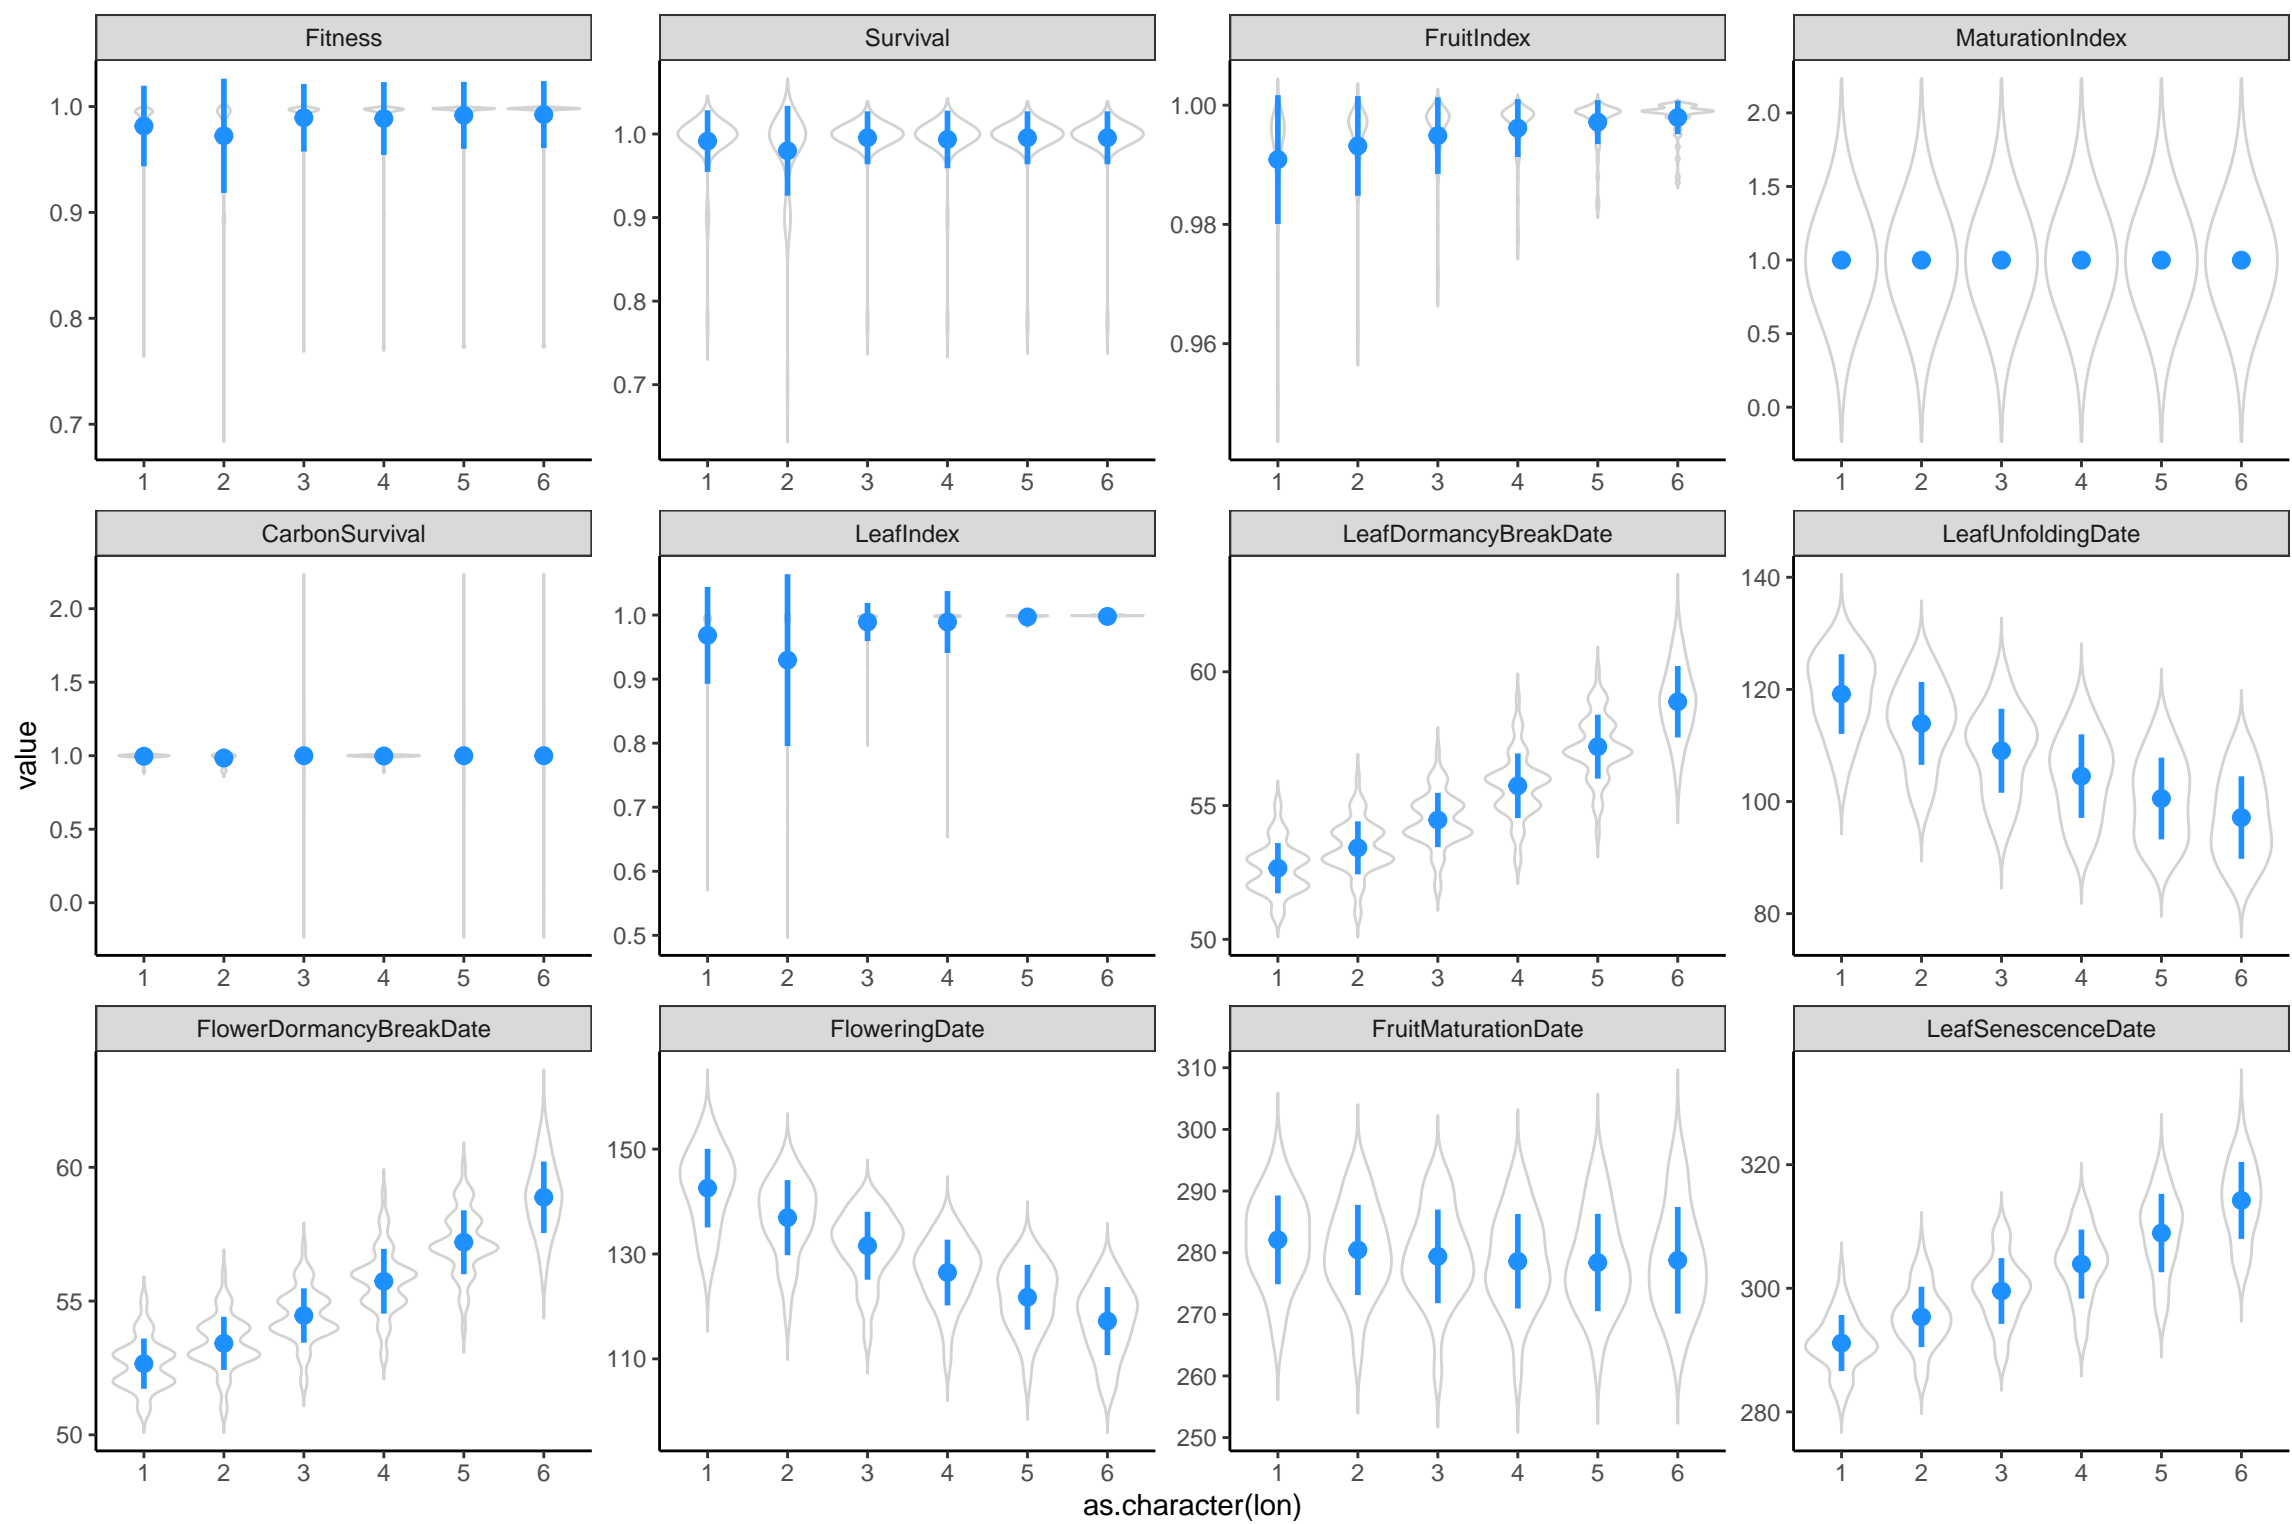 Fitness Survival FruitIndex MaturationIndex
1.0 0.9 0.8 0.7
1.0 0.9 0.8 0.7
1.00 0.98 0.96
2.0 1.5 1.0 0.5 0.0
1 2 3 4 5 6 1 2 3 4 5 6 1 2 3 4 5 6 1 2 3 4 5 6
CarbonSurvival LeafIndex LeafDormancyBreakDate LeafUnfoldingDate
2.0 1.5 1.0 0.5 0.0
1.0 0.9 0.8 0.7 0.6 0.5
60 55 50
140 120 100 80
1 2 3 4 5 6 1 2 3 4 5 6 1 2 3 4 5 6 1 2 3 4 5 6
value
FlowerDormancyBreakDate FloweringDate FruitMaturationDate LeafSenescenceDate
60 55 50
150 130 110
310 300 290 280 270 260 250
320 300 280
1 2 3 4 5 6 1 2 3 4 5 6 1 2 3 4 5 6 1 2 3 4 5 6
as.character(lon)